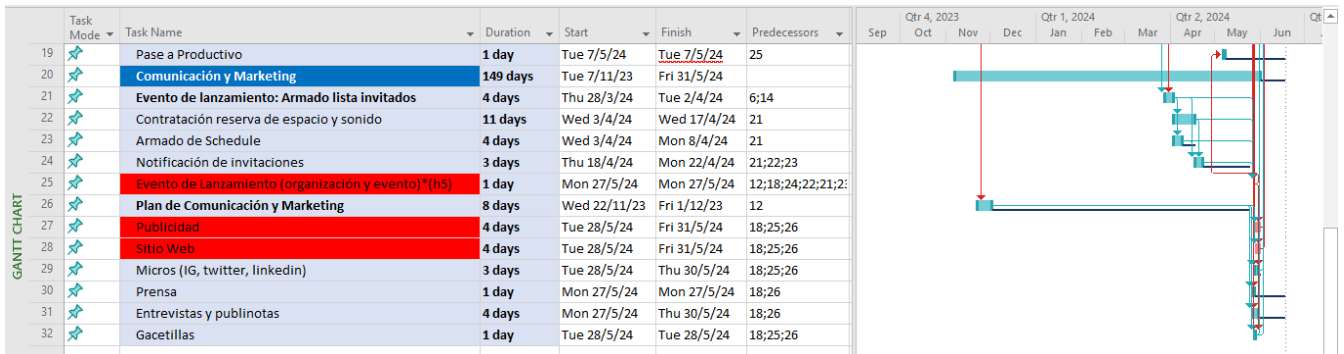 Qtr 4, 2023 Qtr 1, 2024 Qtr 2, 2024 Qt
Task Mode Task Name Duration Start Finish Predecessors Sep Oct Nov Dec Jan Feb Mar Apr May Jun
19 Pase a Productivo 1 day Tue 7/5/24 Tue 7/5/24 25
20 Comunicación y Marketing 149 days Tue 7/11/23 Fri 31/5/24
21 Evento de lanzamiento: Armado lista invitados 4 days Thu 28/3/24 Tue 2/4/24 6;14
22 Contratación reserva de espacio y sonido 11 days Wed 3/4/24 Wed 17/4/24 21
23 Armado de Schedule 4 days Wed 3/4/24 Mon 8/4/24 21
24 Notificación de invitaciones 3 days Thu 18/4/24 Mon 22/4/24 21;22;23
25 Evento de Lanzamiento (organización y evento)*(h5) 1 day Mon 27/5/24 Mon 27/5/24 12;18;24;22;21;23
26 Plan de Comunicación y Marketing 8 days Wed 22/11/23 Fri 1/12/23 12
27 Publicidad 4 days Tue 28/5/24 Fri 31/5/24 18;25;26
28 Sitio Web 4 days Tue 28/5/24 Fri 31/5/24 18;25;26
29 Micros (IG, twitter, linkedin) 3 days Tue 28/5/24 Thu 30/5/24 18;25;26
30 Prensa 1 day Mon 27/5/24 Mon 27/5/24 18;26
31 Entrevistas y publinotas 4 days Mon 27/5/24 Thu 30/5/24 18;26
32 Gacetillas 1 day Tue 28/5/24 Tue 28/5/24 18;25;26
GANTT CHART